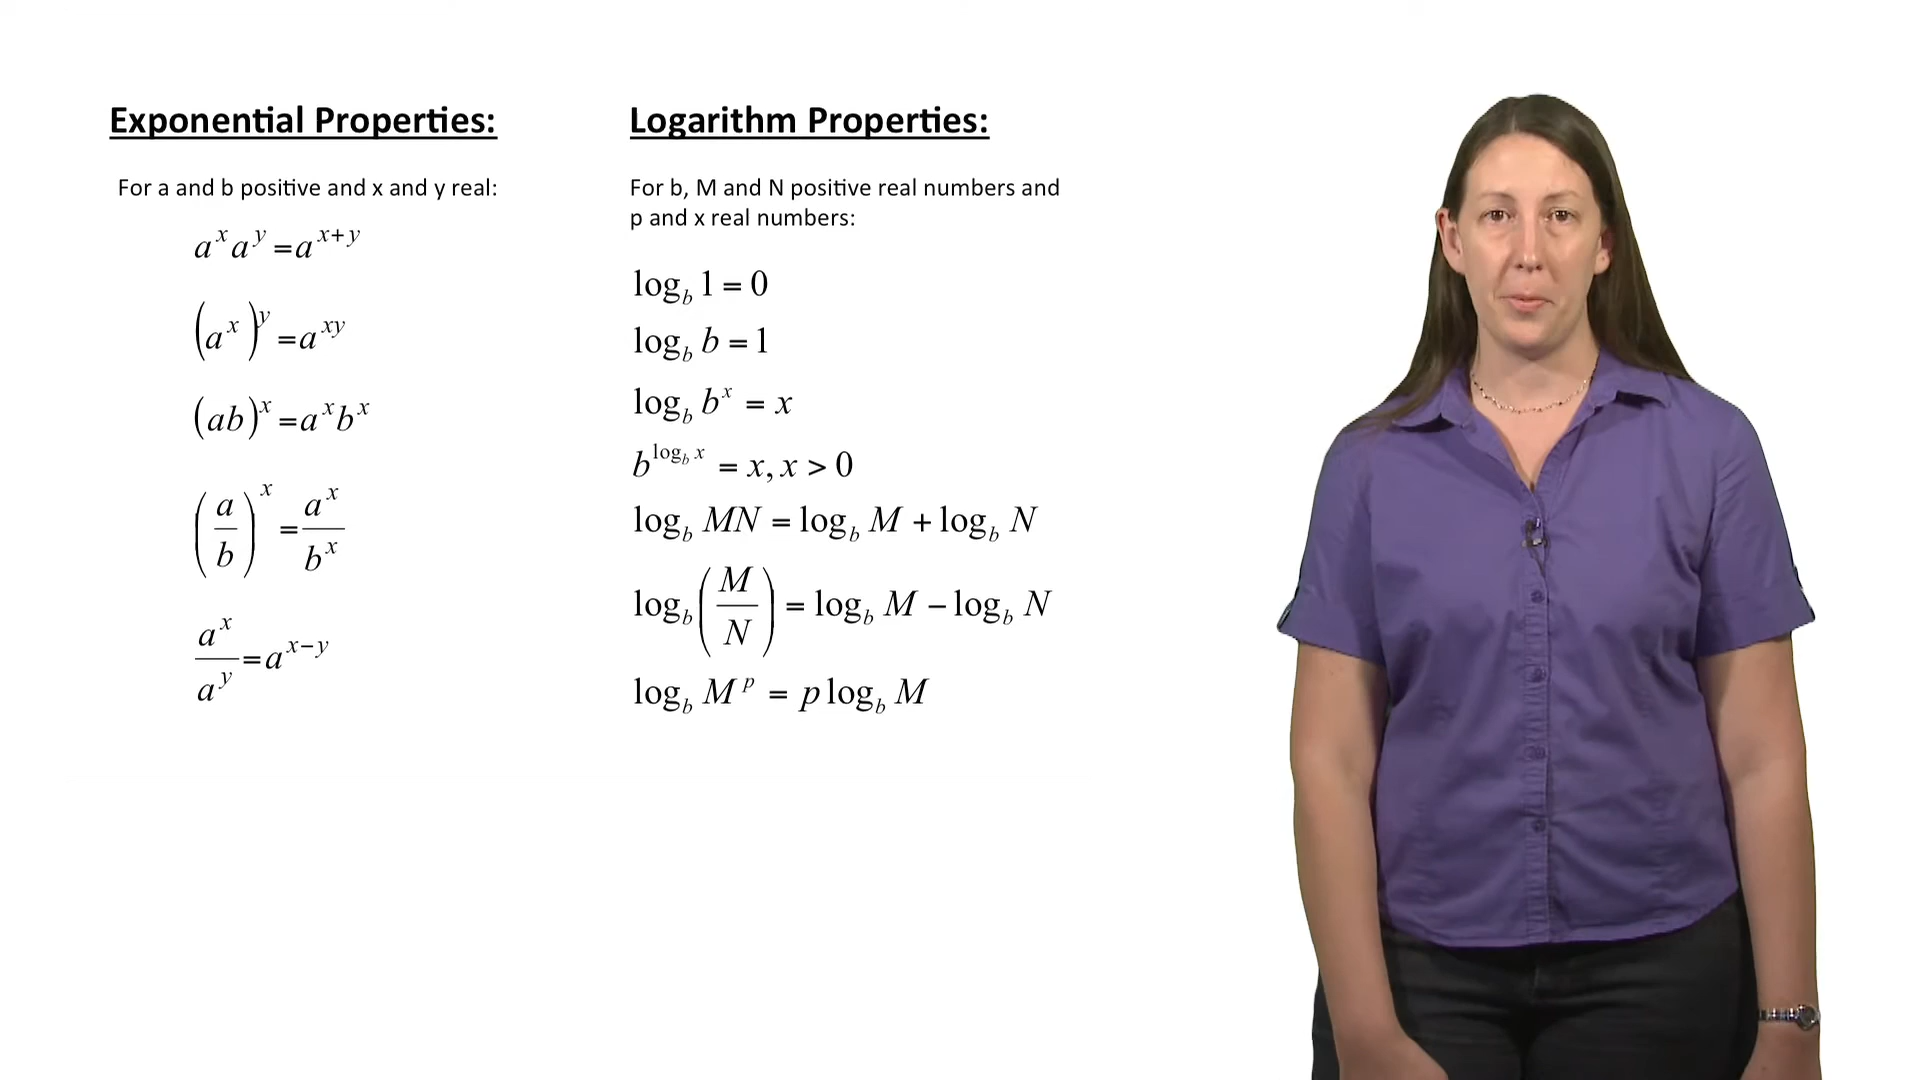 Exponential Properties:
For a and b positive and x and y real:
a^x a^y = a^{x+y}
(a^x)^y = a^{xy}
(ab)^x = a^x b^x
(a/b)^x = a^x/b^x
a^x/a^y = a^{x−y}
Logarithm Properties:
For b, M and N positive real numbers and
p and x real numbers:
log_b 1 = 0
log_b b = 1
log_b b^x = x
b^{log_b x} = x, x > 0
log_b MN = log_b M + log_b N
log_b (M/N) = log_b M − log_b N
log_b M^p = p log_b M